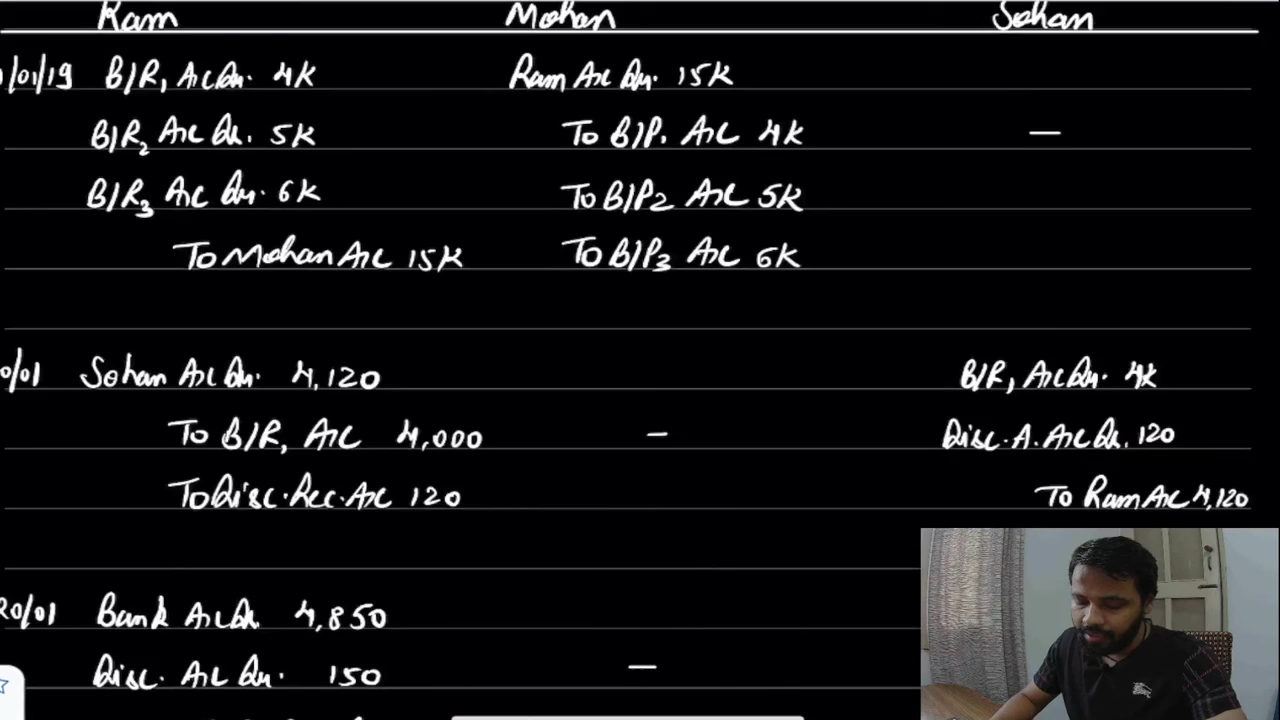 Ram Mohan Sohan
/01/19 B/R1 A/c Dr. 4K Ram A/c Dr. 15K
B/R2 A/c Dr. 5K To B/P1 A/C 4K —
B/R3 A/c Dr. 6K To B/P2 A/C 5K
To Mohan A/C 15K To B/P3 A/C 6K
0/01 Sohan A/c Dr. 4,120 B/R1 A/c Dr. 4K
To B/R1 A/C 4,000 — Disc. A. A/c Dr. 120
To Disc. Rec. A/C 120 To Ram A/C 4,120
20/01 Bank A/c Dr. 4,850
Disc. A/c Dr. 150 —